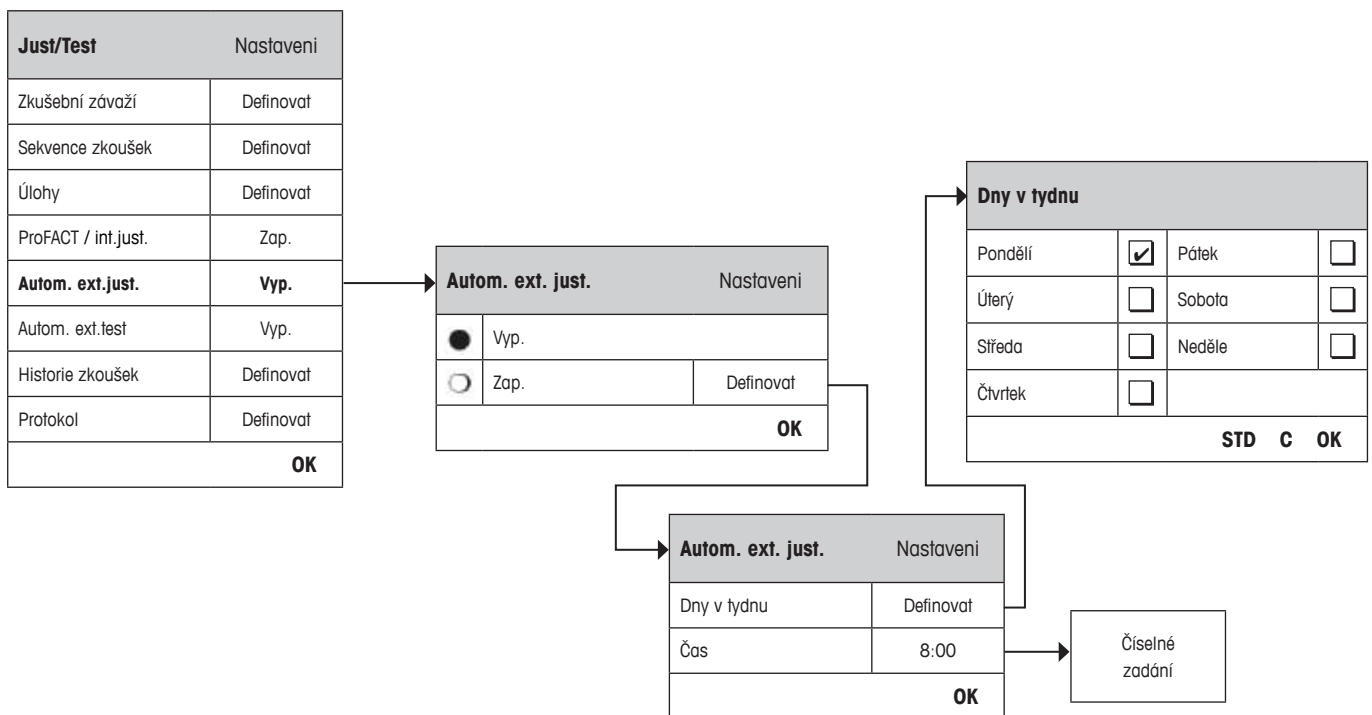 Just/Test Nastaveni
Zkušební závaží Definovat
Sekvence zkoušek Definovat
Úlohy Definovat
ProFACT / int.just. Zap.
Autom. ext.just. Vyp.
Autom. ext.test Vyp.
Historie zkoušek Definovat
Protokol Definovat
OK
Autom. ext. just. Nastaveni
Vyp.
Zap. Definovat
OK
Autom. ext. just. Nastaveni
Dny v tydnu Definovat
Čas 8:00
OK
Číselné
zadání
Dny v tydnu
Pondělí Pátek
Úterý Sobota
Středa Neděle
Čtvrtek
STD C OK